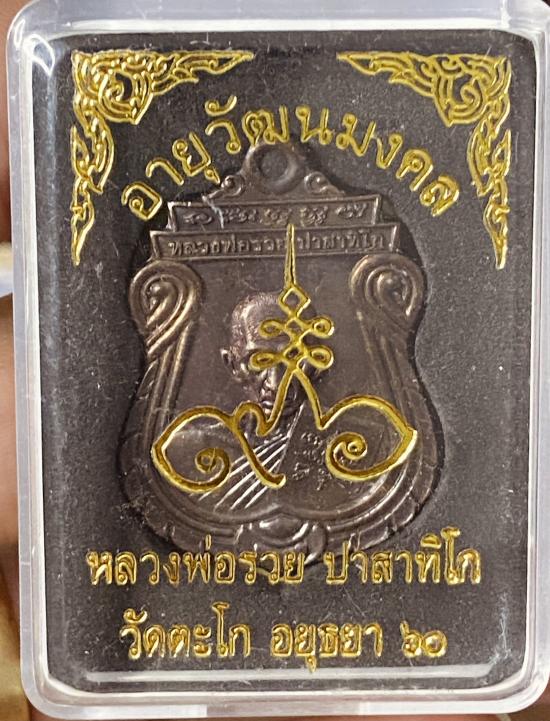 อายุวัฒนมงคล
หลวงพ่อรวย ปาสาทิโก
หลวงพ่อรวย ปาสาทิโก
วัดตะโก อยุธยา ๖๐